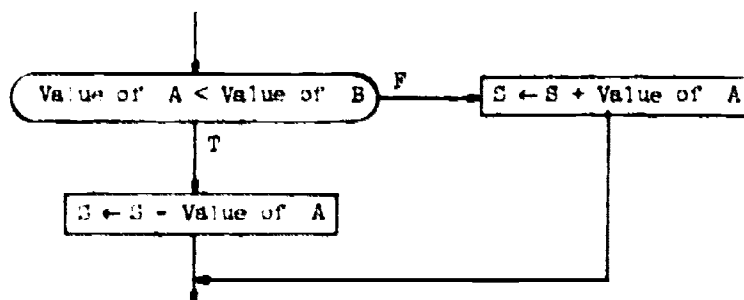 F
Value of A < Value of B
S ← S + Value of A
T
S ← S - Value of A